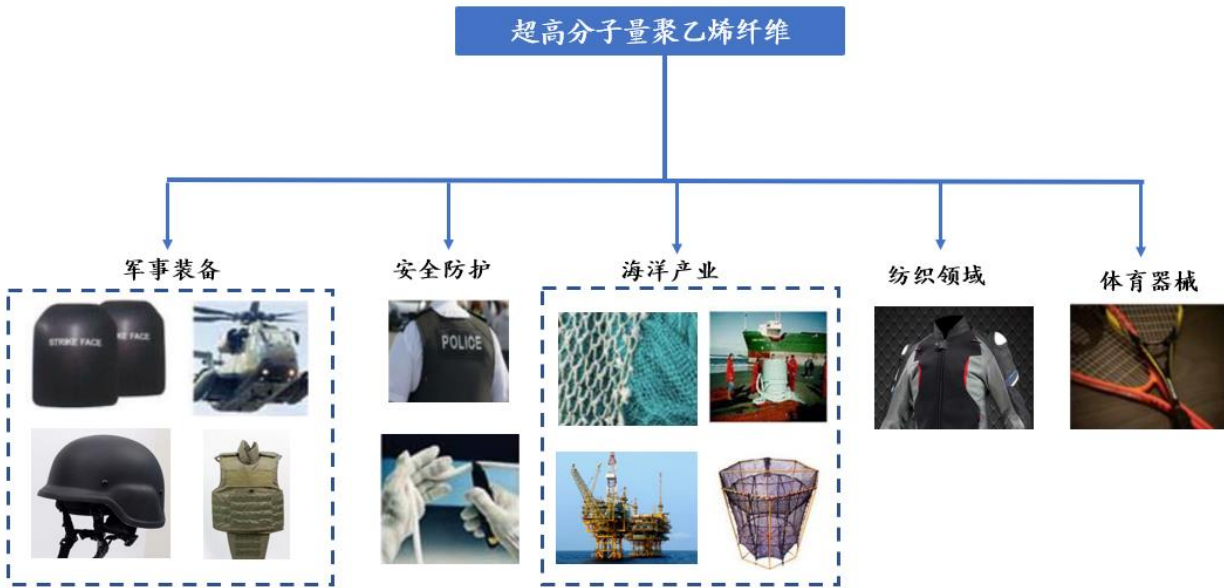 超高分子量聚乙烯纤维
军事装备
安全防护
海洋产业
纺织领域
体育器械
STRIKE FACE
KE FACE
POLICE